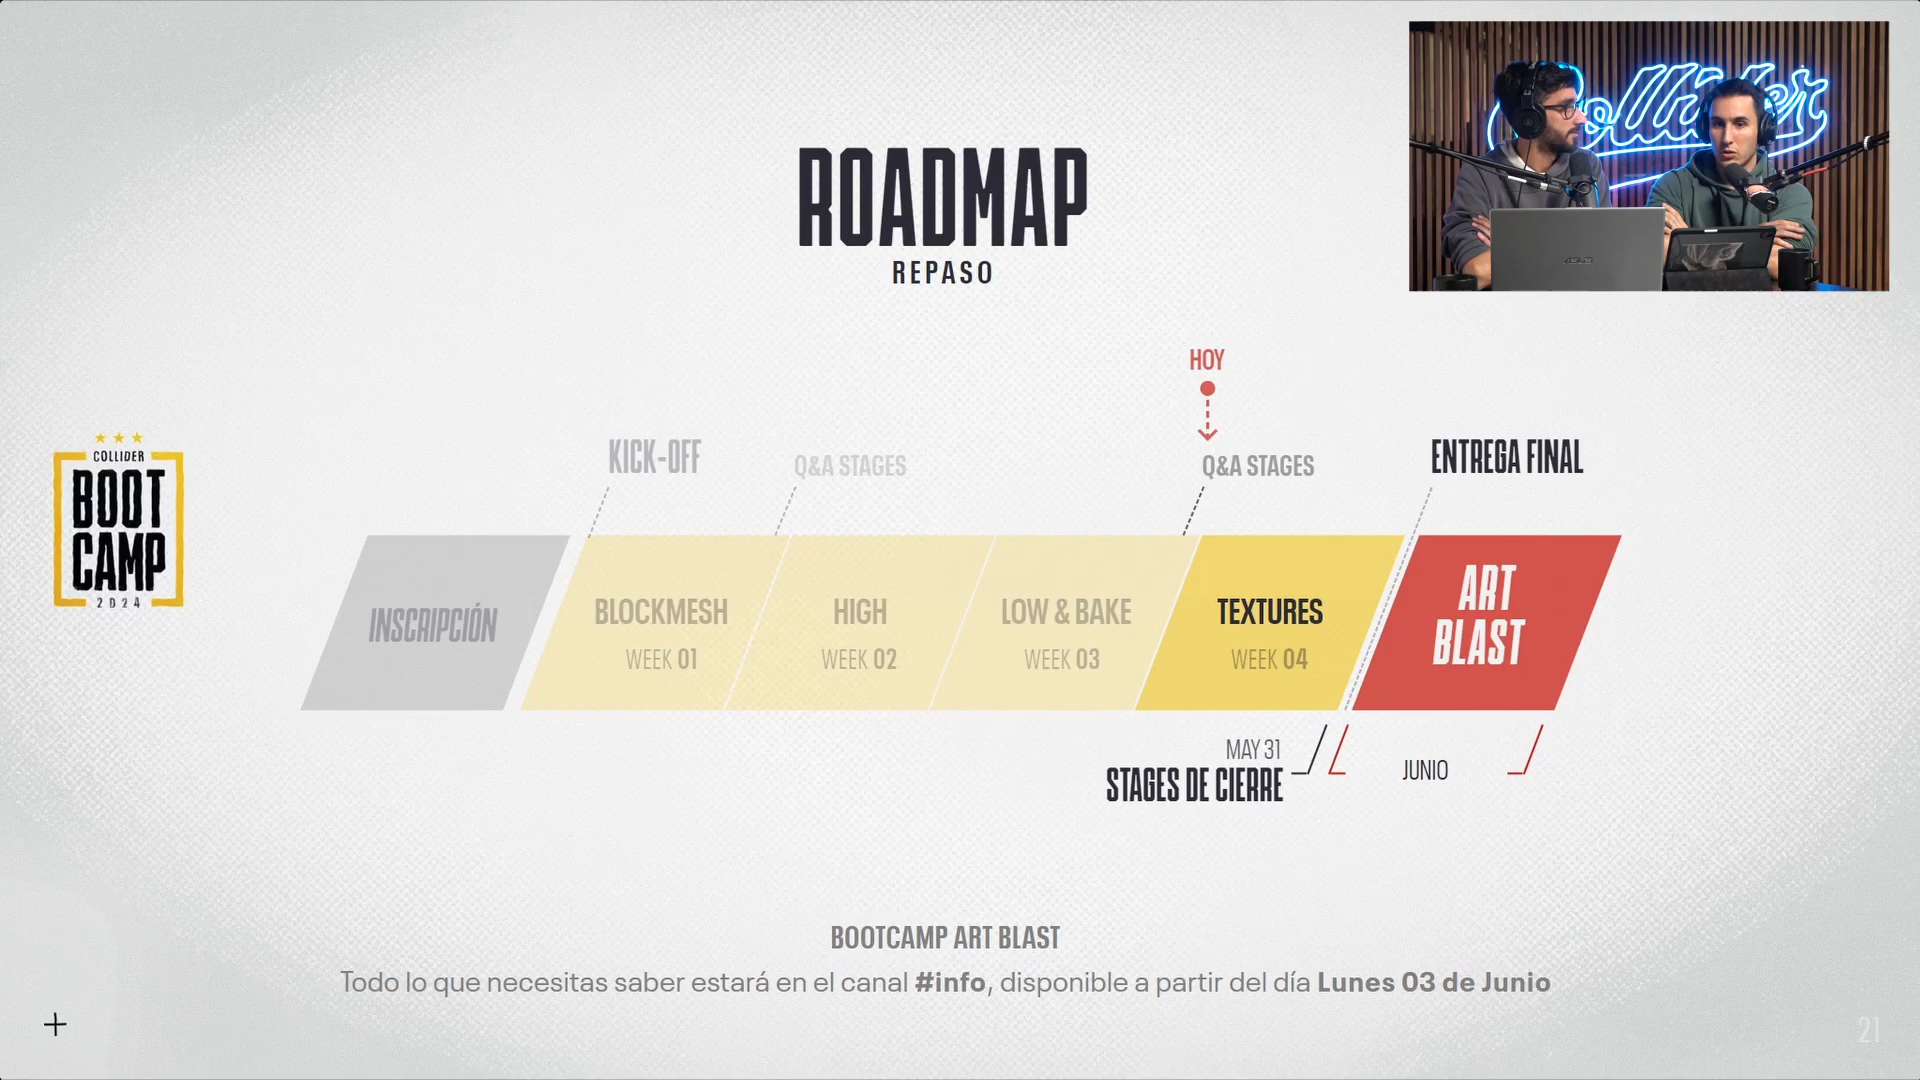 Collider
ROADMAP
REPASO
HOY
KICK-OFF
Q&A STAGES
Q&A STAGES
ENTREGA FINAL
COLLIDER
BOOT
CAMP
2024
INSCRIPCIÓN
BLOCKMESH
WEEK 01
HIGH
WEEK 02
LOW & BAKE
WEEK 03
TEXTURES
WEEK 04
ART
BLAST
MAY 31
STAGES DE CIERRE
JUNIO
BOOTCAMP ART BLAST
Todo lo que necesitas saber estará en el canal #info, disponible a partir del día Lunes 03 de Junio
21